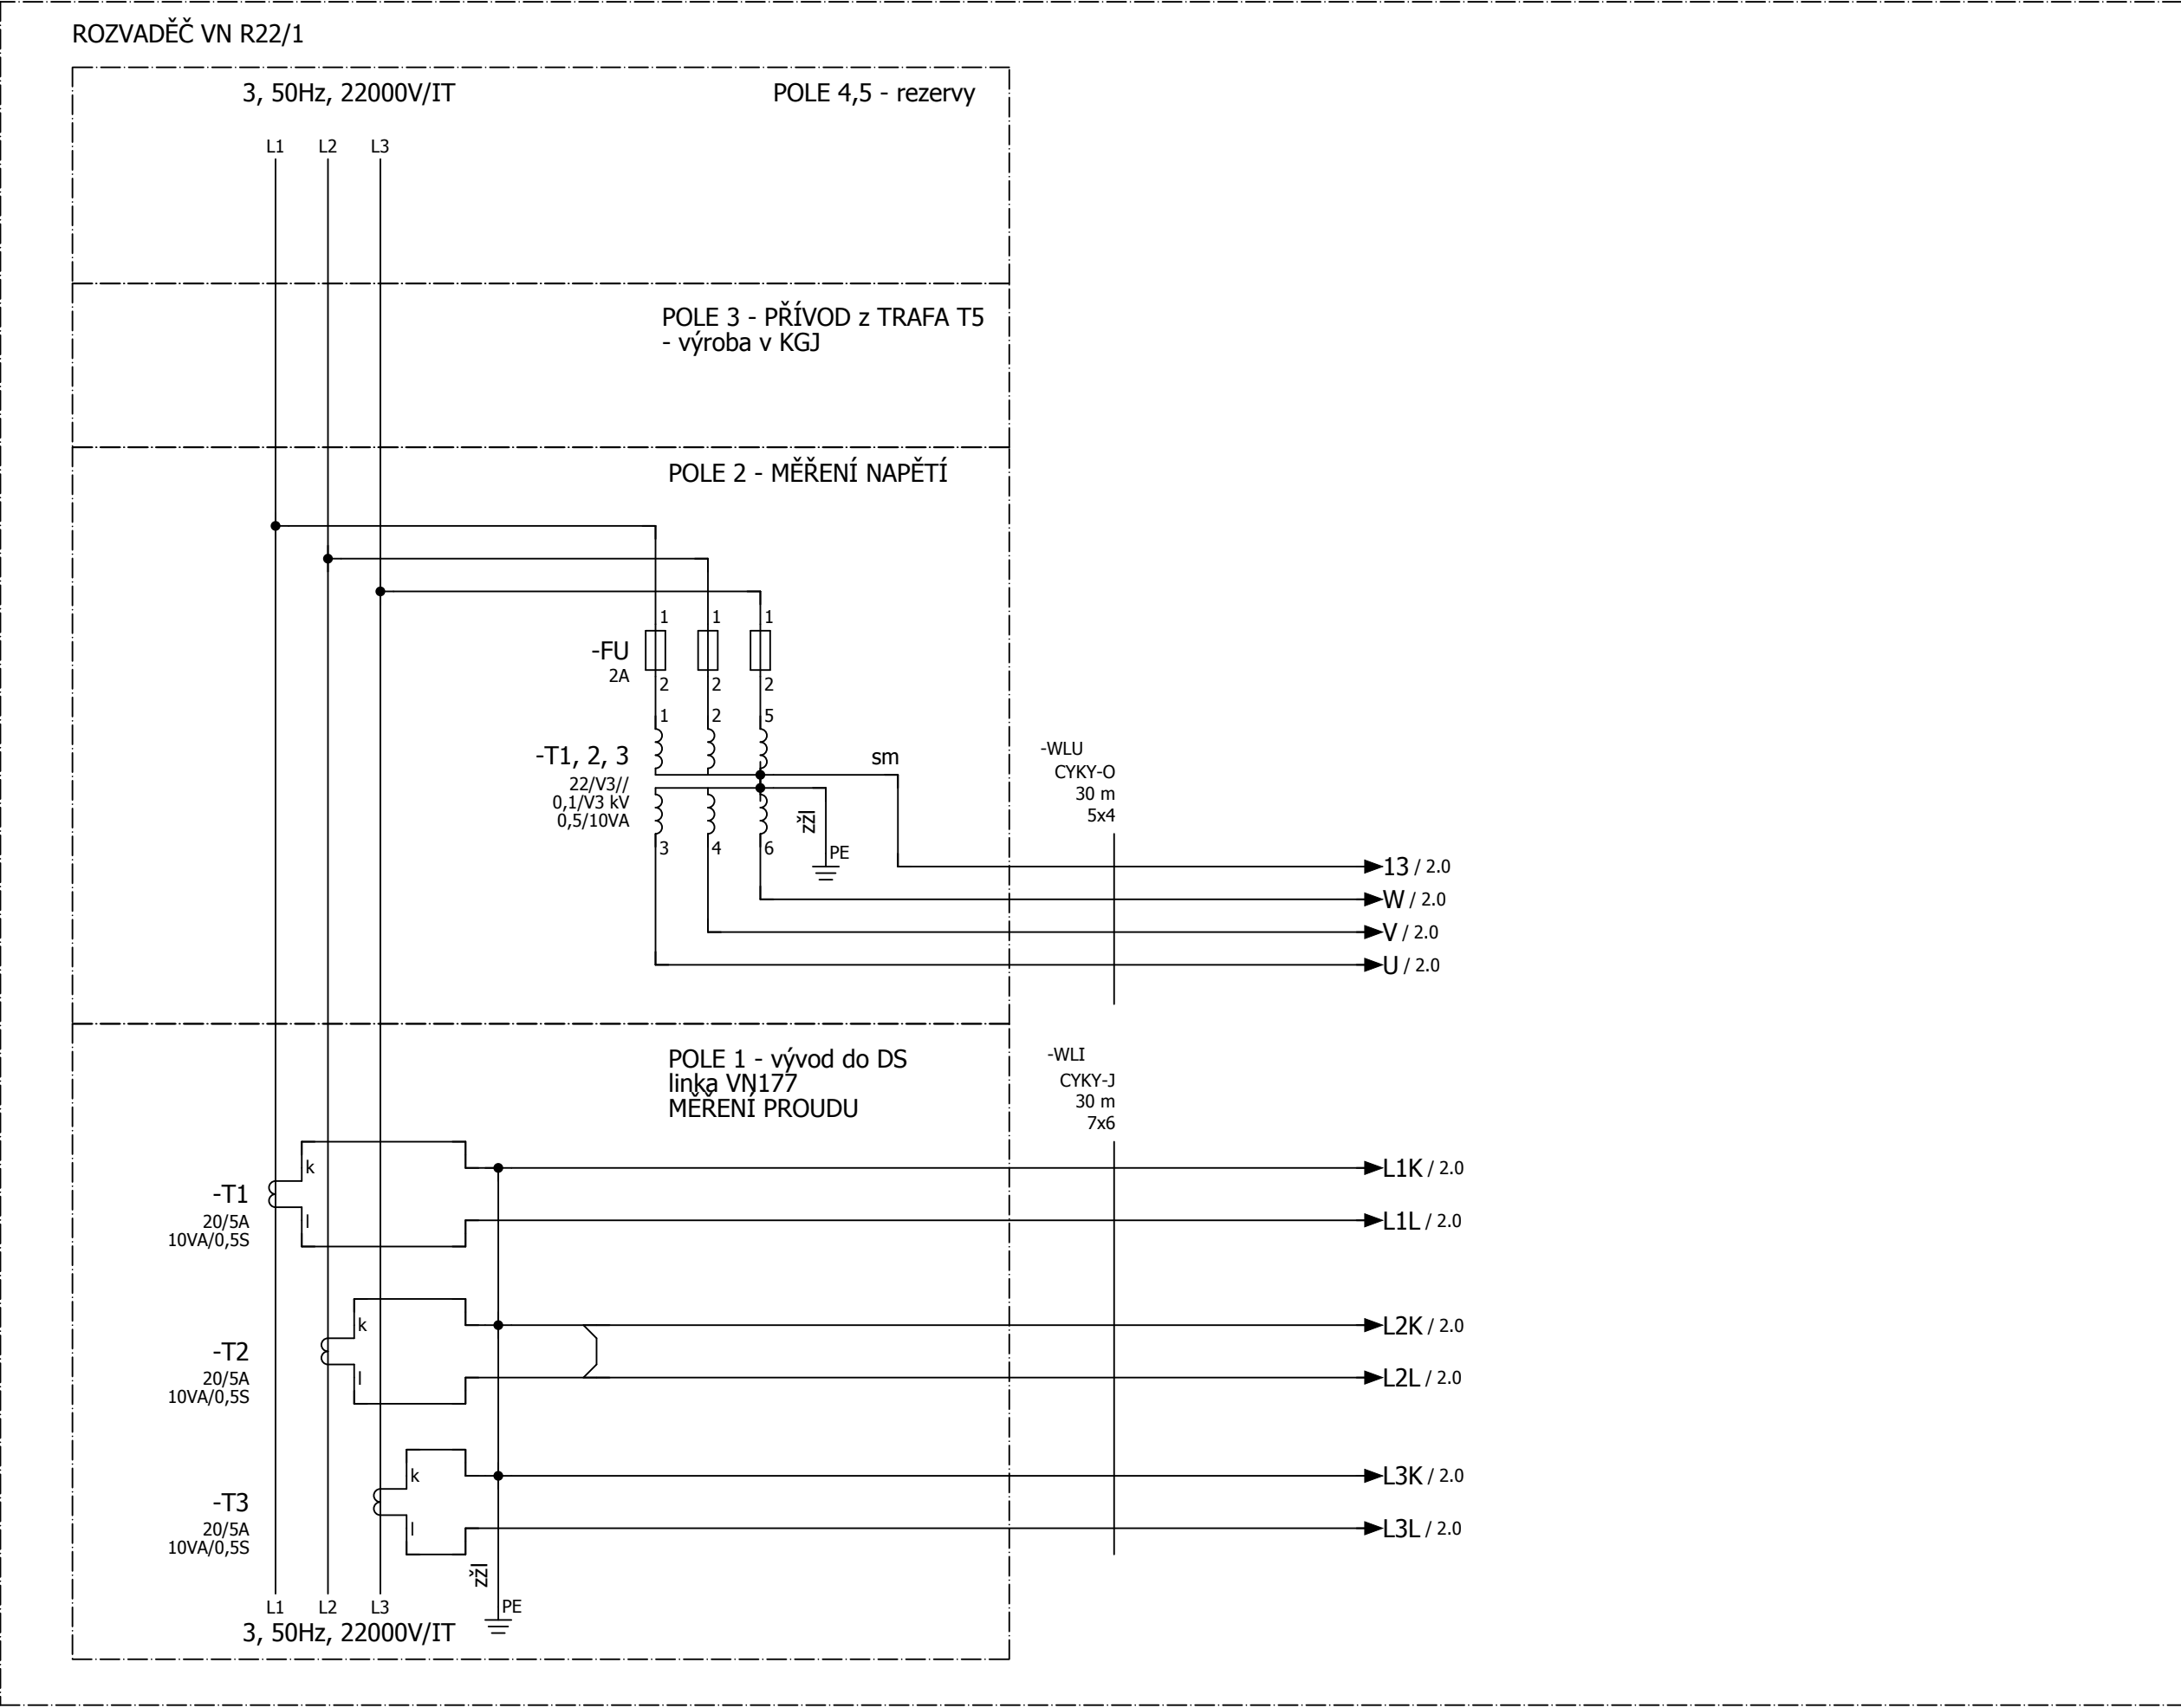 ROZVADĚČ VN R22/1
3, 50Hz, 22000V/IT
POLE 4,5 - rezervy
L1 L2 L3
POLE 3 - PŘÍVOD z TRAFA T5
- výroba v KGJ
POLE 2 - MĚŘENÍ NAPĚTÍ
1 1 1
-FU
2A
2 2 2
1 2 5
-T1, 2, 3
22/V3//
0,1/V3 kV
0,5/10VA
sm
zžl
3 4 6
PE
-WLU
CYKY-O
30 m
5x4
13 / 2.0
W / 2.0
V / 2.0
U / 2.0
POLE 1 - vývod do DS
linka VN177
MĚŘENÍ PROUDU
-WLI
CYKY-J
30 m
7x6
k
-T1
l
20/5A
10VA/0,5S
L1K / 2.0
L1L / 2.0
k
-T2
l
20/5A
10VA/0,5S
L2K / 2.0
L2L / 2.0
k
-T3
l
20/5A
10VA/0,5S
L3K / 2.0
L3L / 2.0
zžl
L1 L2 L3
PE
3, 50Hz, 22000V/IT